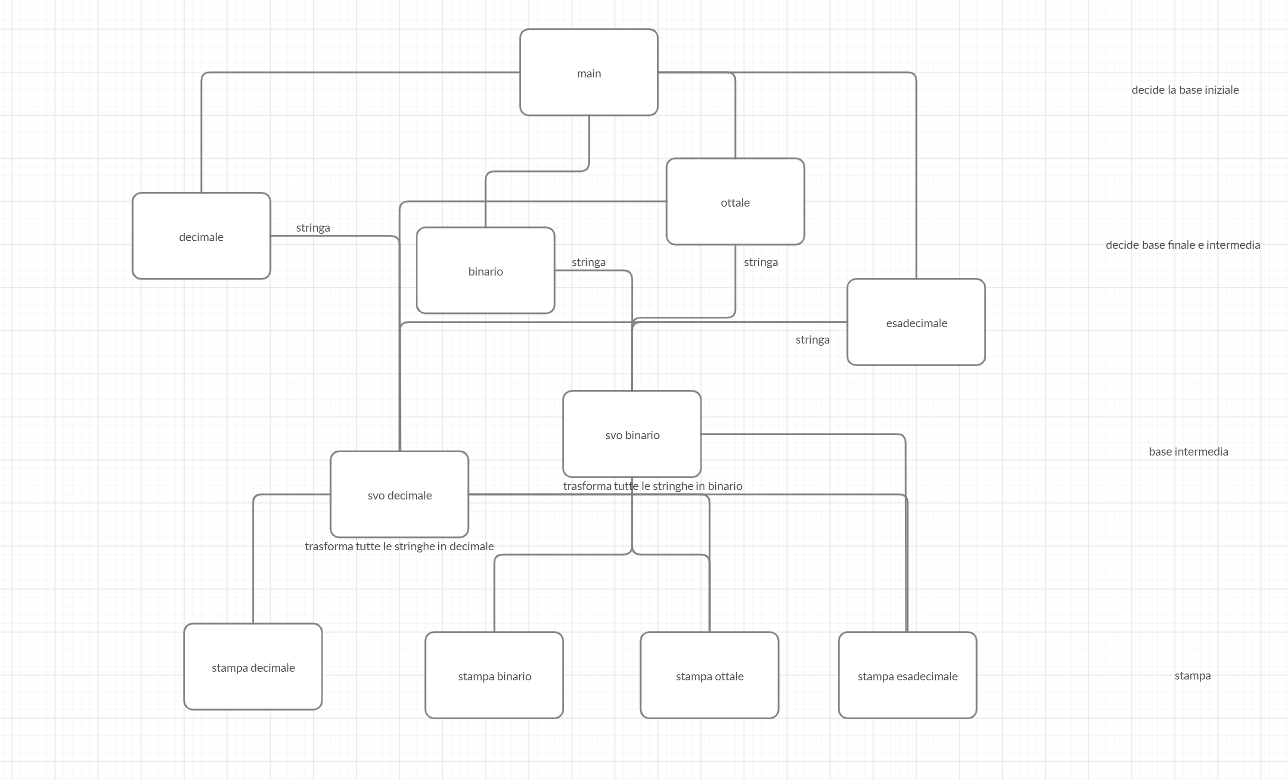 main
decide la base iniziale
ottale
stringa
decimale
decide base finale e intermedia
stringa
stringa
binario
esadecimale
stringa
svo binario
base intermedia
trasforma tutte le stringhe in binario
svo decimale
trasforma tutte le stringhe in decimale
stampa decimale
stampa binario
stampa ottale
stampa esadecimale
stampa